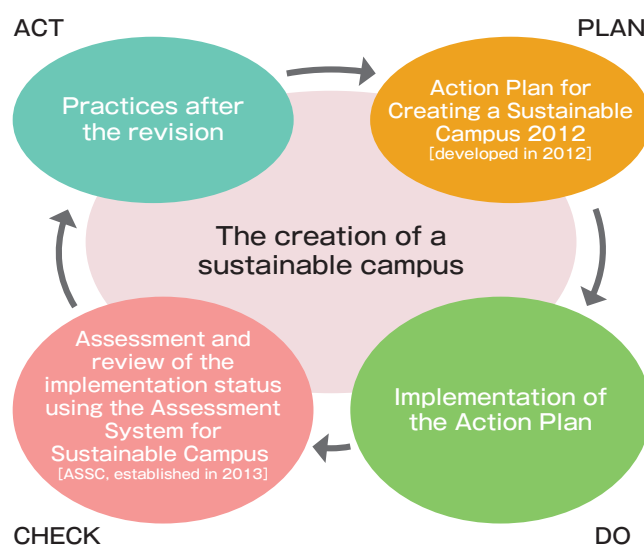 ACT
PLAN
Practices after
the revision
Action Plan for
Creating a Sustainable
Campus 2012
[developed in 2012]
The creation of a
sustainable campus
Assessment and
review of the
implementation status
using the Assessment
System for
Sustainable Campus
[ASSC, established in 2013]
Implementation of
the Action Plan
CHECK
DO